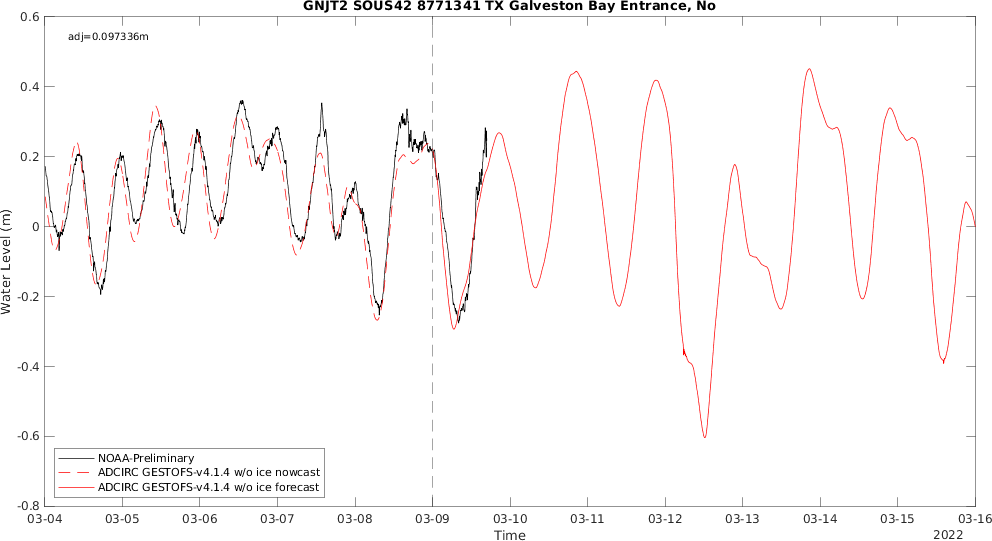 GNJT2 SOUS42 8771341 TX Galveston Bay Entrance, No
adj=0.097336m
0.6
0.4
0.2
0
-0.2
-0.4
-0.6
-0.8
Water Level (m)
NOAA-Preliminary
ADCIRC GESTOFS-v4.1.4 w/o ice nowcast
ADCIRC GESTOFS-v4.1.4 w/o ice forecast
03-04 03-05 03-06 03-07 03-08 03-09 03-10 03-11 03-12 03-13 03-14 03-15 03-16
Time
2022